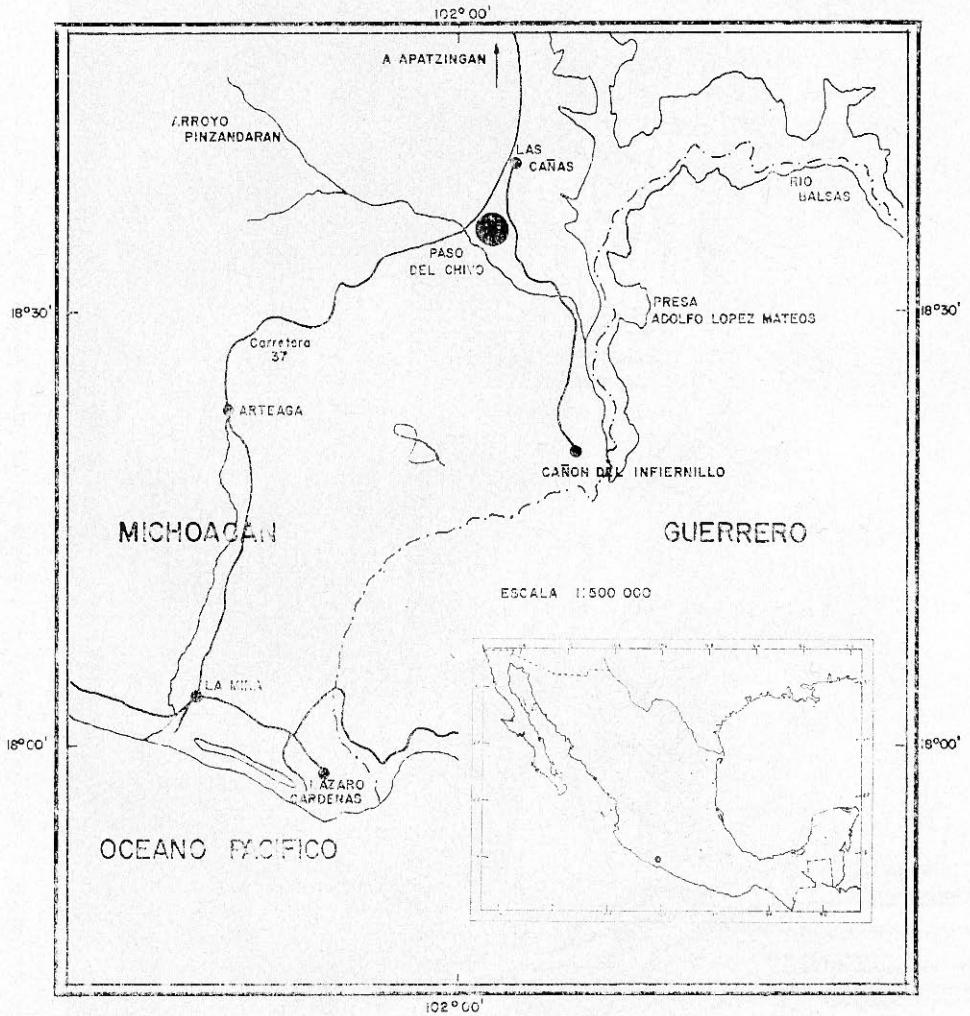 102°00'
A APATZINGAN
ARROYO
PINZANDARAN
LAS
CAÑAS
RIO
BALSAS
PASO
DEL CHIVO
18°30'
18°30'
PRESA
ADOLFO LOPEZ MATEOS
Carretera
37
ARTEAGA
CAÑON DEL INFIERNILLO
MICHOACAN
GUERRERO
ESCALA 1:500 000
LA MIRA
18°00'
18°00'
LAZARO
CARDENAS
OCEANO PACIFICO
102°00'